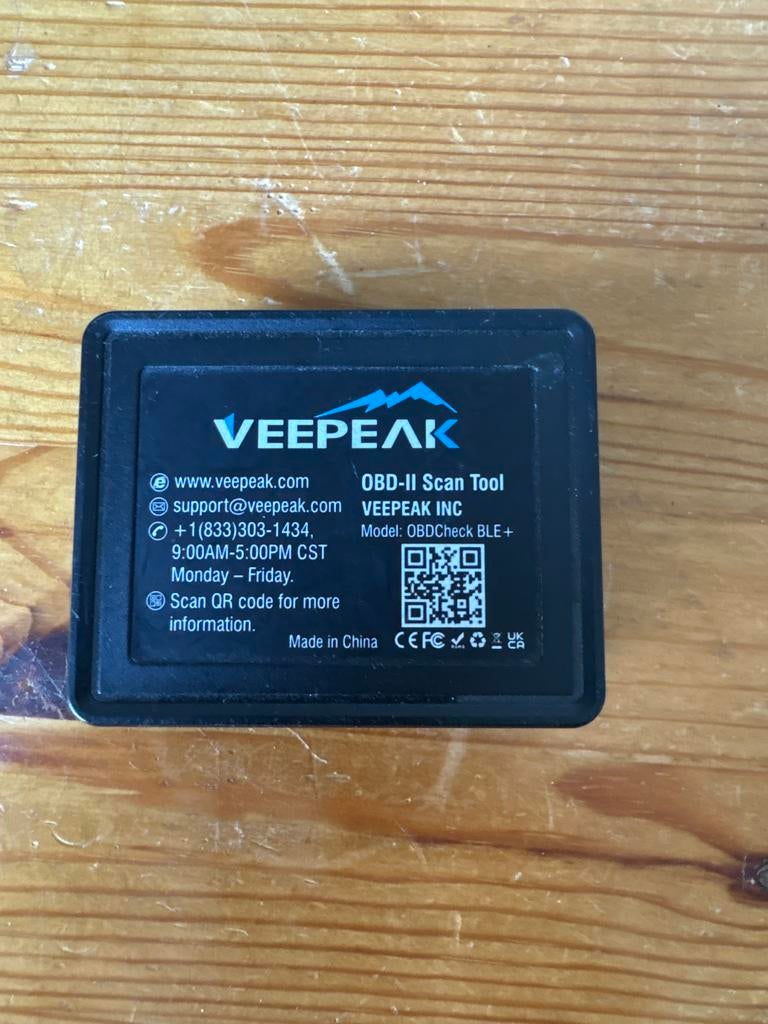 VEEPEAK
www.veepeak.com
support@veepeak.com
+1(833)303-1434,
9:00AM-5:00PM CST
Monday – Friday.
Scan QR code for more
information.
OBD-II Scan Tool
VEEPEAK INC
Model: OBDCheck BLE+
Made in China
CE FC
UK
CA